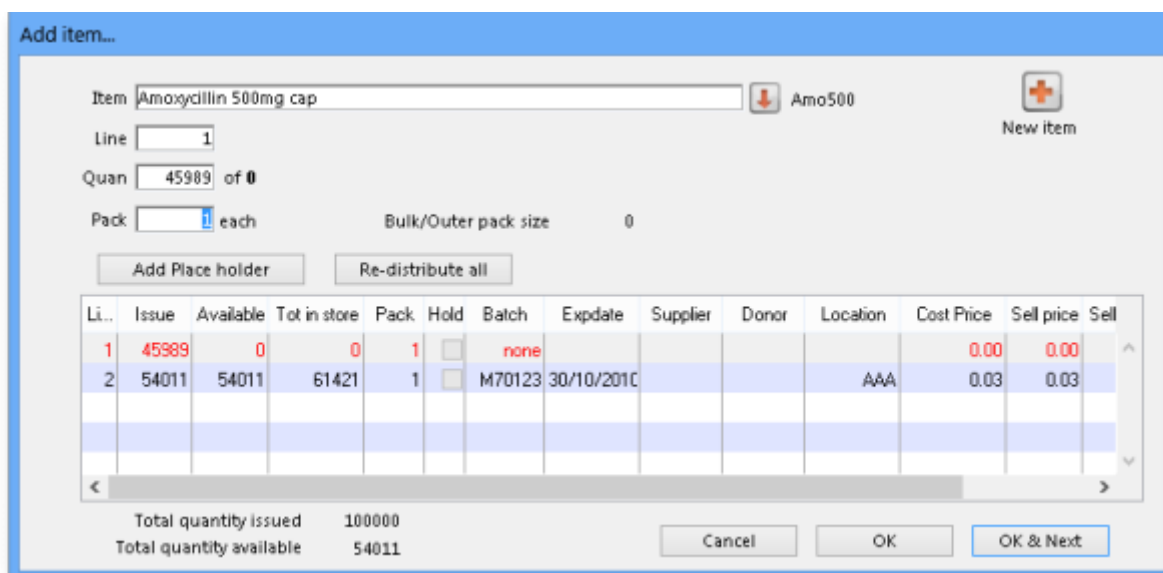 Add item...
Item Amoxycillin 500mg cap Amo500
New item
Line 1
Quan 45989 of 0
Pack 1 each Bulk/Outer pack size 0
Add Place holder Re-distribute all
Li... Issue Available Tot in store Pack Hold Batch Expdate Supplier Donor Location Cost Price Sell price Sell
1 45989 0 0 1 none 0.00 0.00
2 54011 54011 61421 1 M70123 30/10/2010 AAA 0.03 0.03
Total quantity issued 100000
Total quantity available 54011
Cancel OK OK & Next